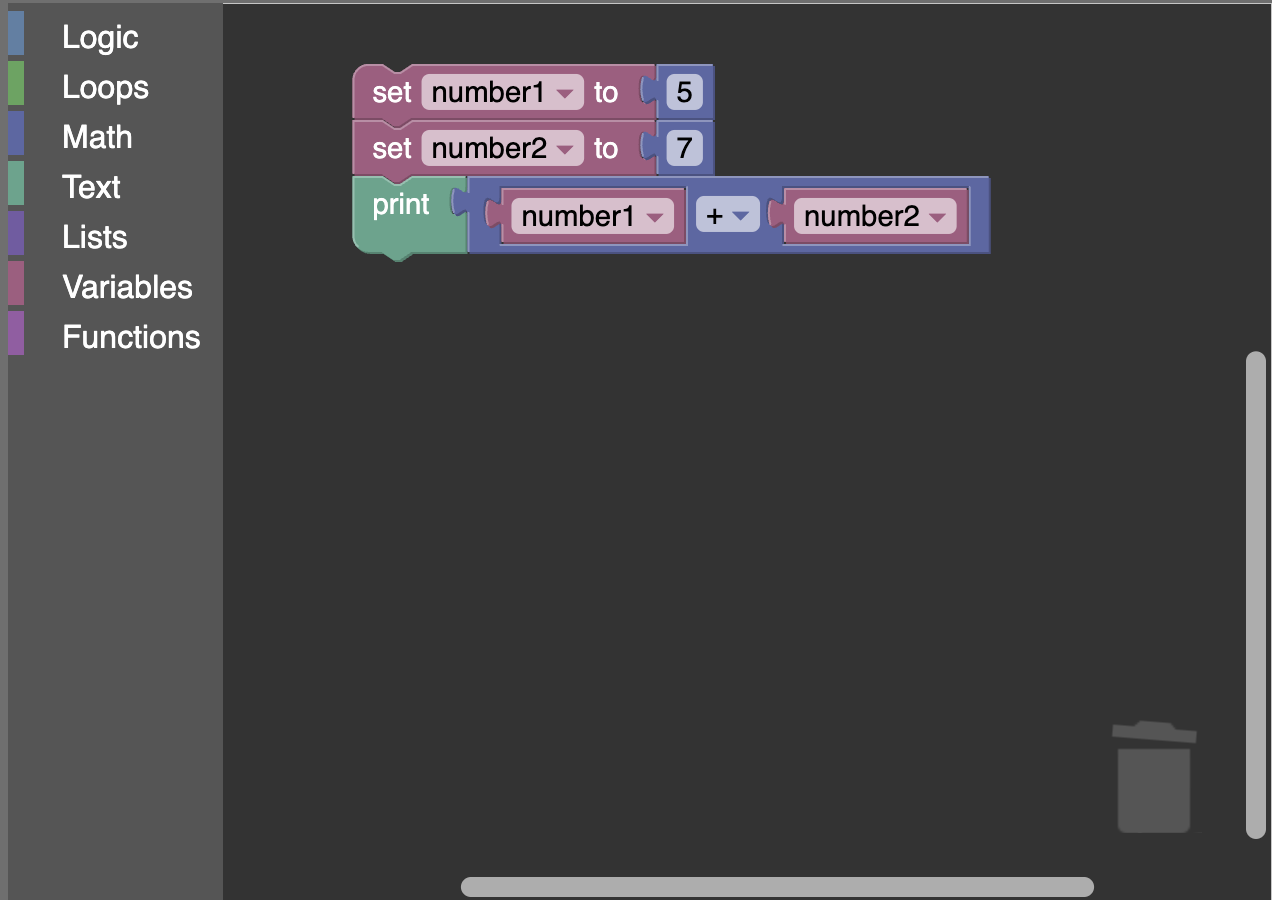 Logic
Loops
Math
Text
Lists
Variables
Functions
set number1 to 5
set number2 to 7
print number1 + number2